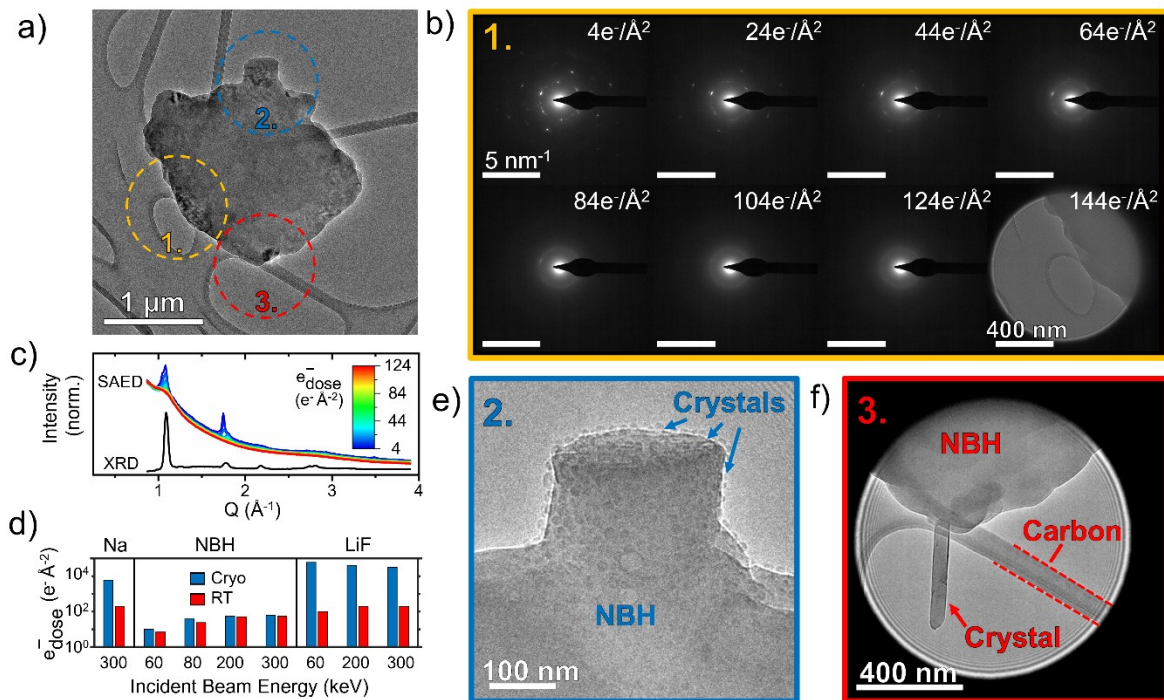 a)
2.
1.
3.
1 µm
b)
1.
4e⁻/Å²
24e⁻/Å²
44e⁻/Å²
64e⁻/Å²
5 nm⁻¹
84e⁻/Å²
104e⁻/Å²
124e⁻/Å²
144e⁻/Å²
400 nm
c)
Intensity
(norm.)
SAED
XRD
e⁻dose
(e⁻ Å-2)
124
84
44
4
1
2
3
4
Q (Å⁻¹)
d)
e⁻dose (e⁻ Å⁻²)
10⁴
10²
10⁰
Na
NBH
LiF
Cryo
RT
300
60
80
200
300
60
200
300
Incident Beam Energy (keV)
e)
2.
Crystals
NBH
100 nm
f)
3.
NBH
Carbon
Crystal
400 nm